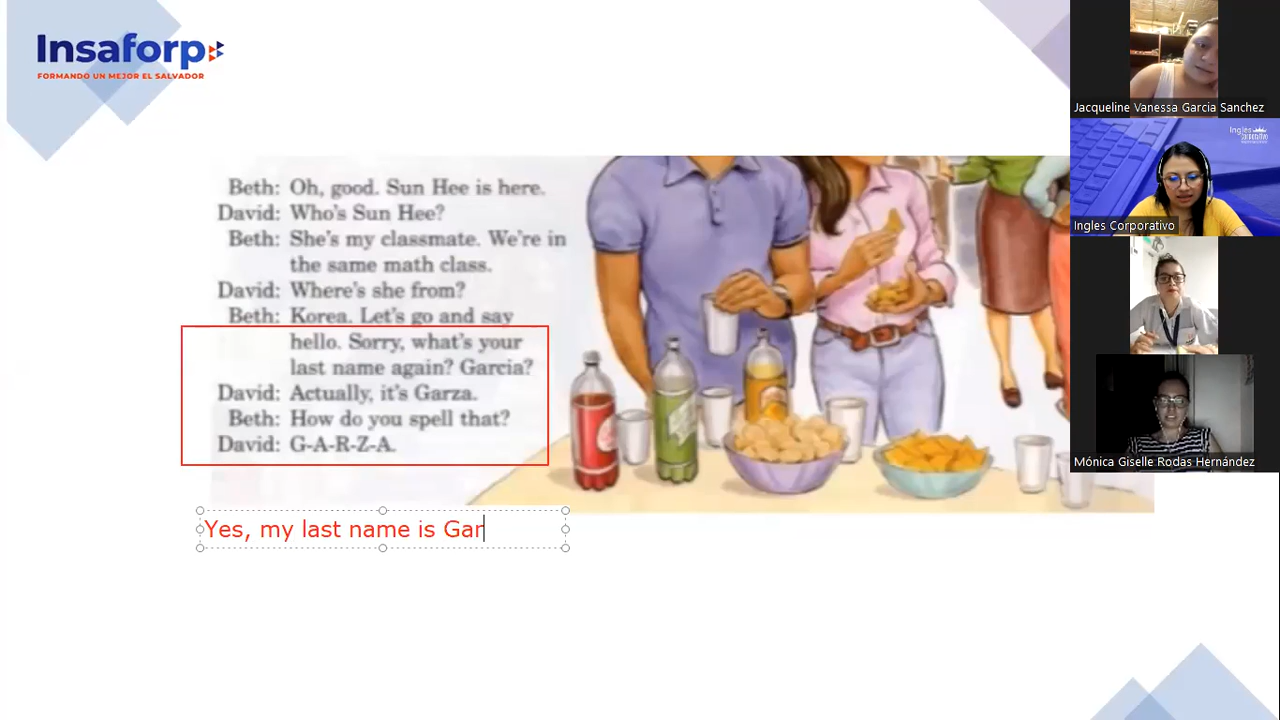 Insaforp
FORMANDO UN MEJOR EL SALVADOR
Beth: Oh, good. Sun Hee is here.
David: Who's Sun Hee?
Beth: She's my classmate. We're in
the same math class.
David: Where's she from?
Beth: Korea. Let's go and say
hello. Sorry, what's your
last name again? Garcia?
David: Actually, it's Garza.
Beth: How do you spell that?
David: G-A-R-Z-A.
Yes, my last name is Gar
Jacqueline Vanessa Garcia Sanchez
Ingles
CORPORATIVO
Ingles Corporativo
Mónica Giselle Rodas Hernández